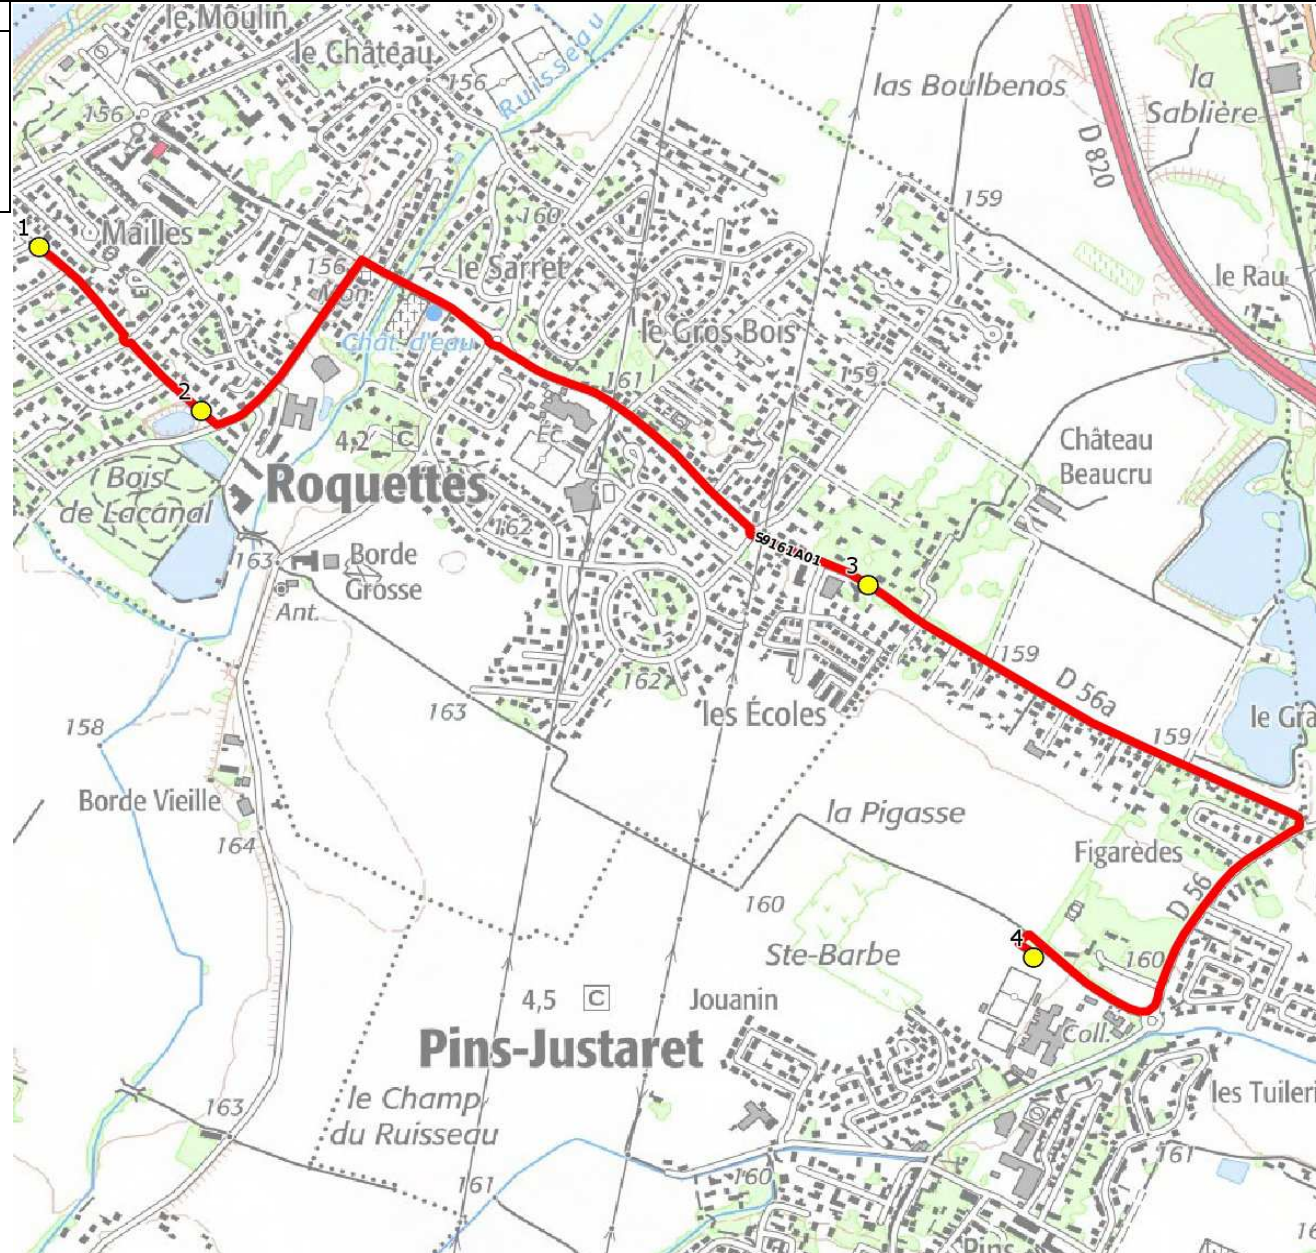 le Moulin
le Château
156
Ruisseau
las Boulbenos
la
Sablière
156
D 820
1
Mailles
160
159
156
Mon.
le Sarret
le Rau
Chât. d'eau
le Gros Bois
161
159
2
4,2 C
Ec.
Château
Beaucru
Bois
de Lacanal
Roquettes
162
S9161A01
3
163
Borde
Grosse
Ant.
159
162
D 56a
163
les Écoles
158
159
le Gra
Borde Vieille
la Pigasse
164
Figarèdes
160
D 56
4
Ste-Barbe
160
4,5 C
Jouanin
Coll.
Pins-Justaret
le Champ
du Ruisseau
163
les Tuileri
161
160
161
16
Pins